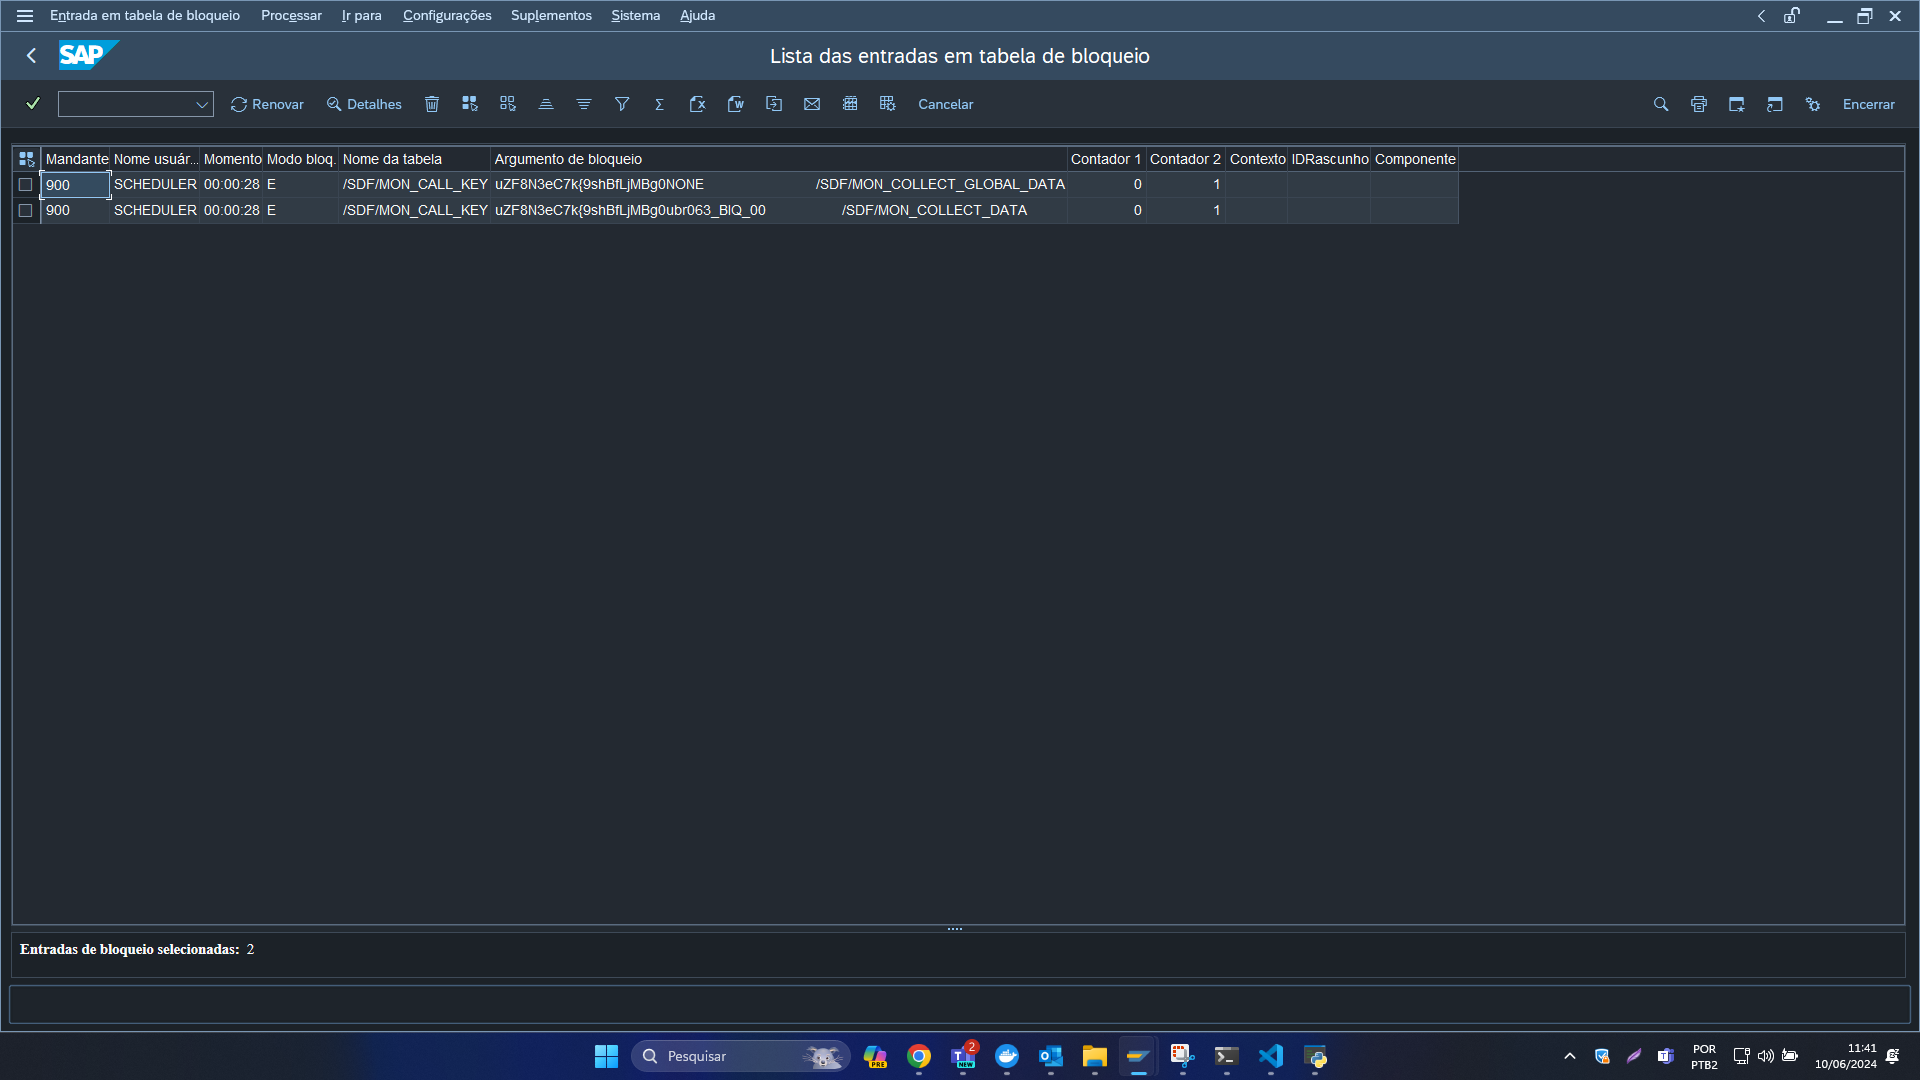 Entrada em tabela de bloqueio Processar Ir para Configurações Suplementos Sistema Ajuda
SAP Lista das entradas em tabela de bloqueio
Renovar Detalhes Cancelar Encerrar
Mandante Nome usuár... Momento Modo bloq. Nome da tabela Argumento de bloqueio Contador 1 Contador 2 Contexto IDRascunho Componente
900 SCHEDULER 00:00:28 E /SDF/MON_CALL_KEY uZF8N3eC7k{9shBfLjMBg0NONE /SDF/MON_COLLECT_GLOBAL_DATA 0 1
900 SCHEDULER 00:00:28 E /SDF/MON_CALL_KEY uZF8N3eC7k{9shBfLjMBg0ubr063_BIQ_00 /SDF/MON_COLLECT_DATA 0 1
Entradas de bloqueio selecionadas: 2
Pesquisar PRE 2 NEW POR 11:41
PTB2 10/06/2024